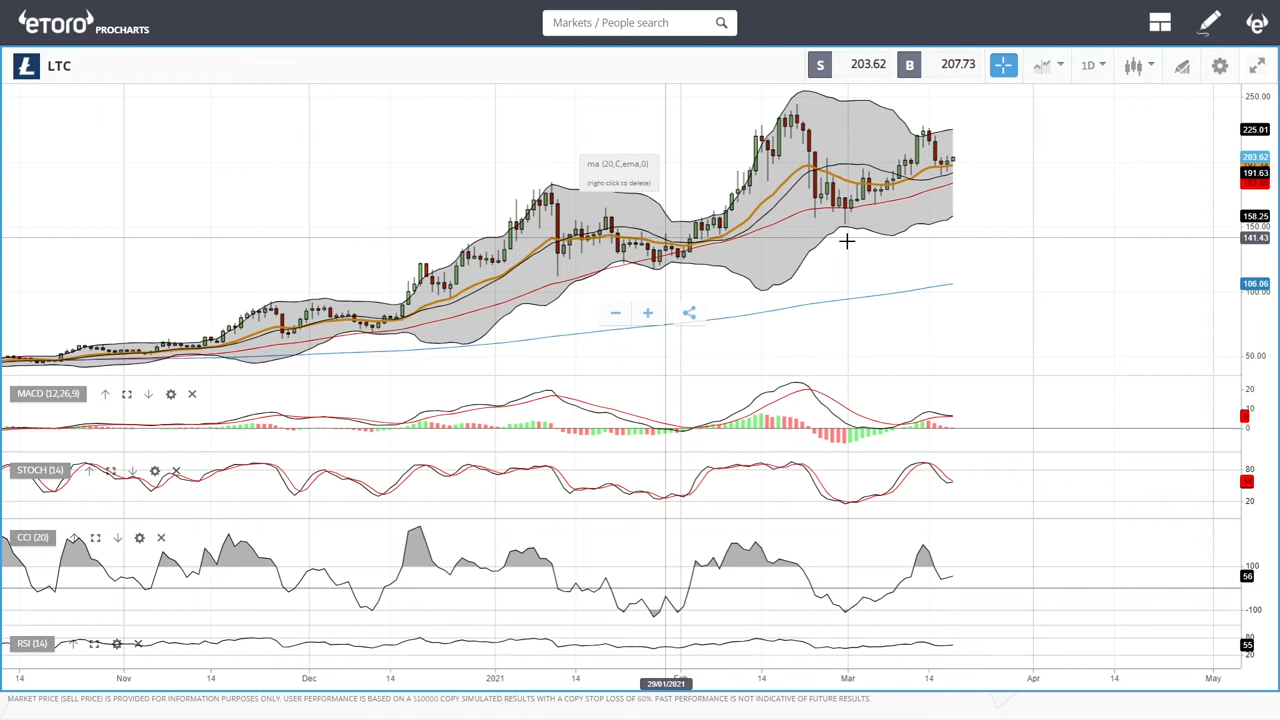 eTORO PROCHARTS
Markets / People search
LTC
S 203.62 B 207.73
1D
250.00
225.01
203.62
191.63
158.25
150.00
141.43
106.06
100.00
50.00
ma (20,C,ema,0)
(right click to delete)
MACD (12,26,9)
20
10
0
STOCH (14)
80
20
CCI (20)
100
56
-100
RSI (14)
80
55
20
14 Nov 14 Dec 14 2021 14 Feb 14 Mar 14 Apr 14 May
29/01/2021
MARKET PRICE (SELL PRICE) IS PROVIDED FOR INFORMATION PURPOSES ONLY. USER PERFORMANCE IS BASED ON A $10000 COPY SIMULATED RESULTS WITH A COPY STOP LOSS OF 60%. PAST PERFORMANCE IS NOT INDICATIVE OF FUTURE RESULTS.